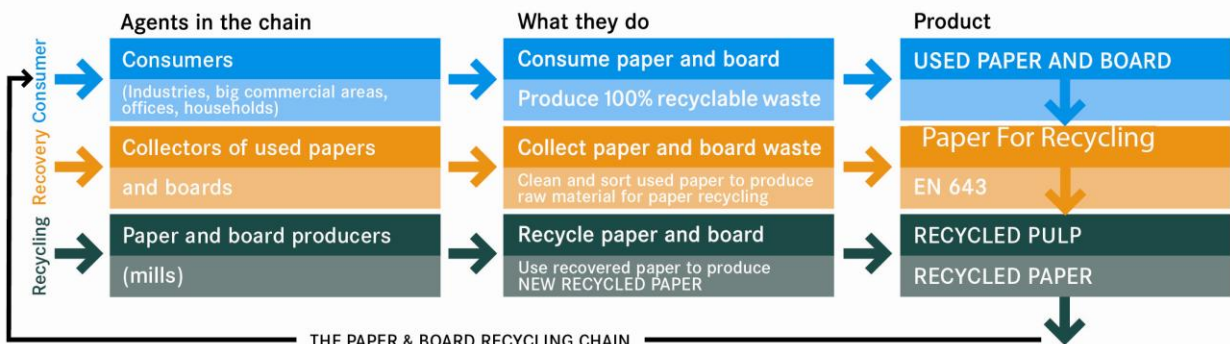 Agents in the chain
What they do
Product
Consumer
Consumers
(Industries, big commercial areas,
offices, households)
Consume paper and board
Produce 100% recyclable waste
USED PAPER AND BOARD
Recovery
Collectors of used papers
and boards
Collect paper and board waste
Clean and sort used paper to produce
raw material for paper recycling
Paper For Recycling
EN 643
Recycling
Paper and board producers
(mills)
Recycle paper and board
Use recovered paper to produce
NEW RECYCLED PAPER
RECYCLED PULP
RECYCLED PAPER
THE PAPER & BOARD RECYCLING CHAIN